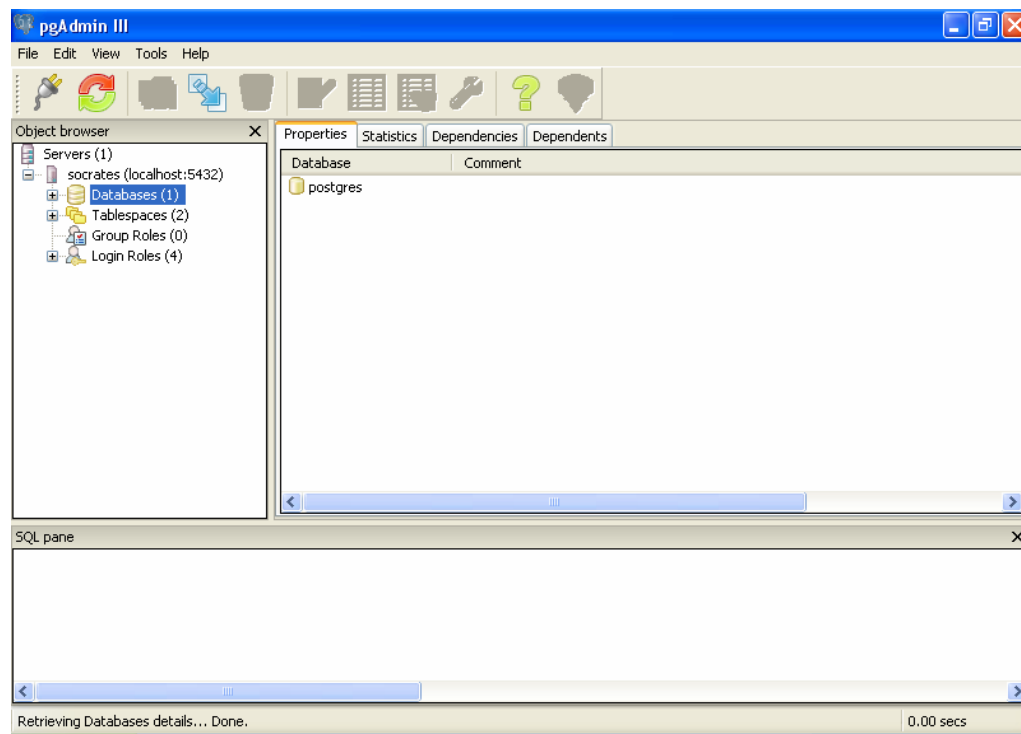 pgAdmin III
File Edit View Tools Help
Object browser
Servers (1)
socrates (localhost:5432)
Databases (1)
Tablespaces (2)
Group Roles (0)
Login Roles (4)
Properties Statistics Dependencies Dependents
Database Comment
postgres
SQL pane
Retrieving Databases details... Done. 0.00 secs